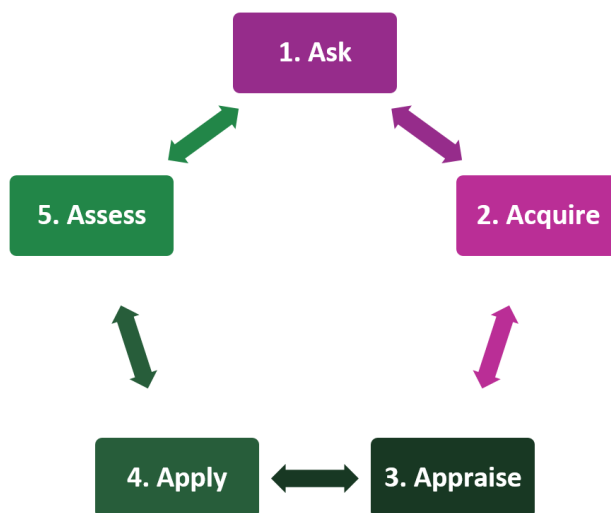 1. Ask
2. Acquire
3. Appraise
4. Apply
5. Assess